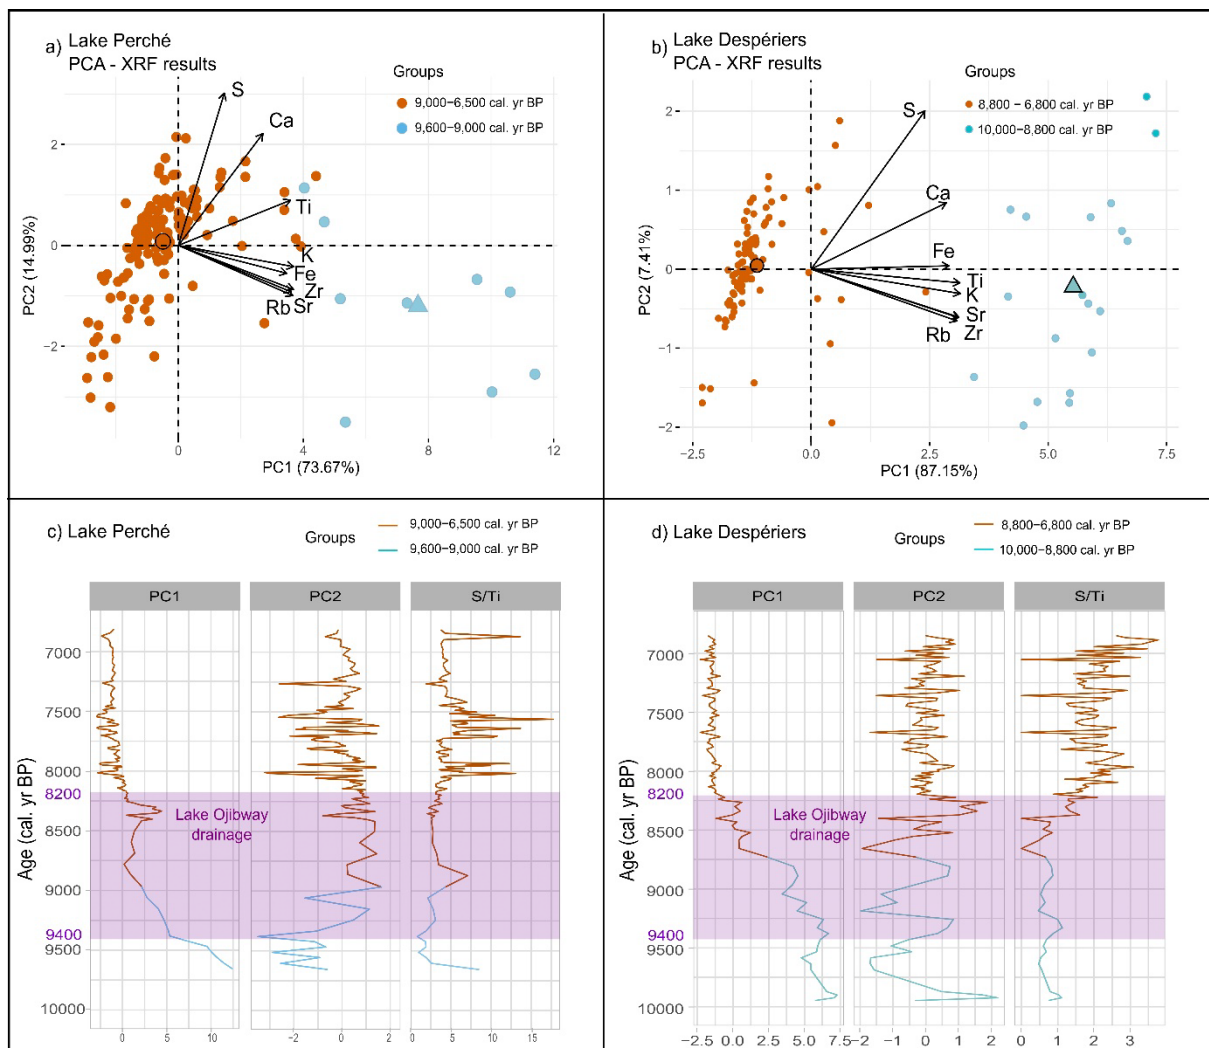 a) Lake Perché
PCA - XRF results
Groups
9,000−6,500 cal. yr BP
9,600−9,000 cal. yr BP
S
Ca
Ti
K
Fe
Zr
Rb Sr
2
0
−2
PC2 (14.99%)
0
4
8
12
PC1 (73.67%)
b) Lake Despériers
PCA - XRF results
Groups
8,800 − 6,800 cal. yr BP
10,000−8,800 cal. yr BP
S
Ca
Fe
Ti
K
Sr
Rb Zr
2
1
0
−1
−2
PC2 (7.41%)
−2.5
0.0
2.5
5.0
7.5
PC1 (87.15%)
c) Lake Perché
Groups
9,000−6,500 cal. yr BP
9,600−9,000 cal. yr BP
PC1
PC2
S/Ti
7000
7500
8000
8200
8500
9000
9400
9500
10000
Age (cal. yr BP)
Lake Ojibway
drainage
0
5
10
−2
0
2
0
5
10
15
d) Lake Despériers
Groups
8,800−6,800 cal. yr BP
10,000−8,800 cal. yr BP
PC1
PC2
S/Ti
7000
7500
8000
8200
8500
9000
9400
9500
10000
Age (cal. yr BP)
Lake Ojibway
drainage
−2.5
0.0
2.5
5.0
7.5
−2
−1
0
1
2
0
1
2
3